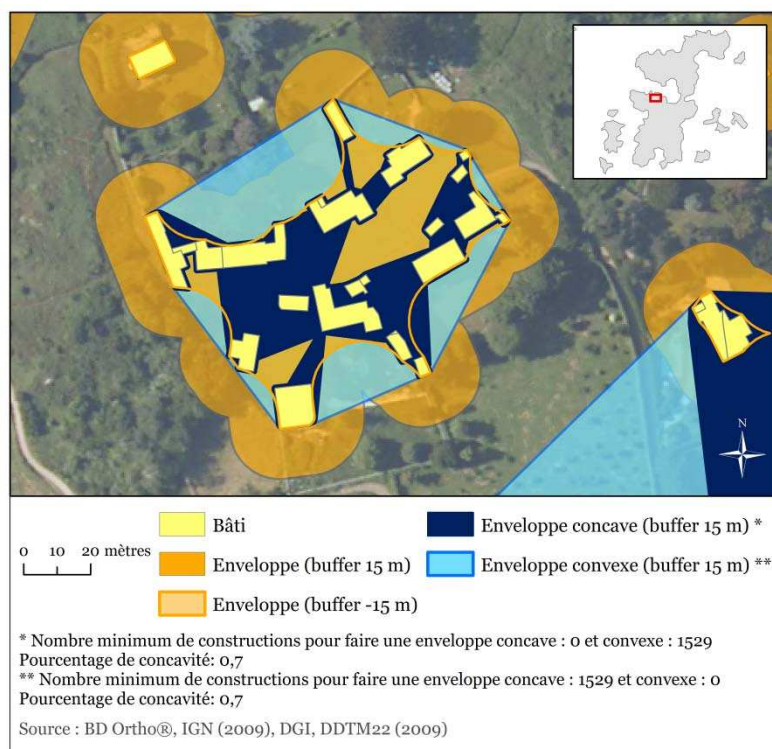 N
Bâti
Enveloppe concave (buffer 15 m) *
0 10 20 mètres
Enveloppe (buffer 15 m)
Enveloppe convexe (buffer 15 m) **
Enveloppe (buffer -15 m)
* Nombre minimum de constructions pour faire une enveloppe concave : 0 et convexe : 1529
Pourcentage de concavité: 0,7
** Nombre minimum de constructions pour faire une enveloppe concave : 1529 et convexe : 0
Pourcentage de concavité: 0,7
Source : BD Ortho®, IGN (2009), DGI, DDTM22 (2009)